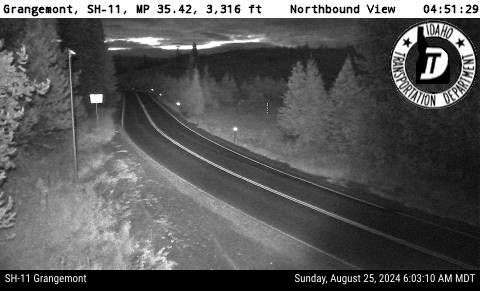 Grangemont, SH-11, MP 35.42, 3,316 ft Northbound View 04:51:29
IDAHO
TRANSPORTATION DEPARTMENT
SH-11 Grangemont Sunday, August 25, 2024 6:03:10 AM MDT